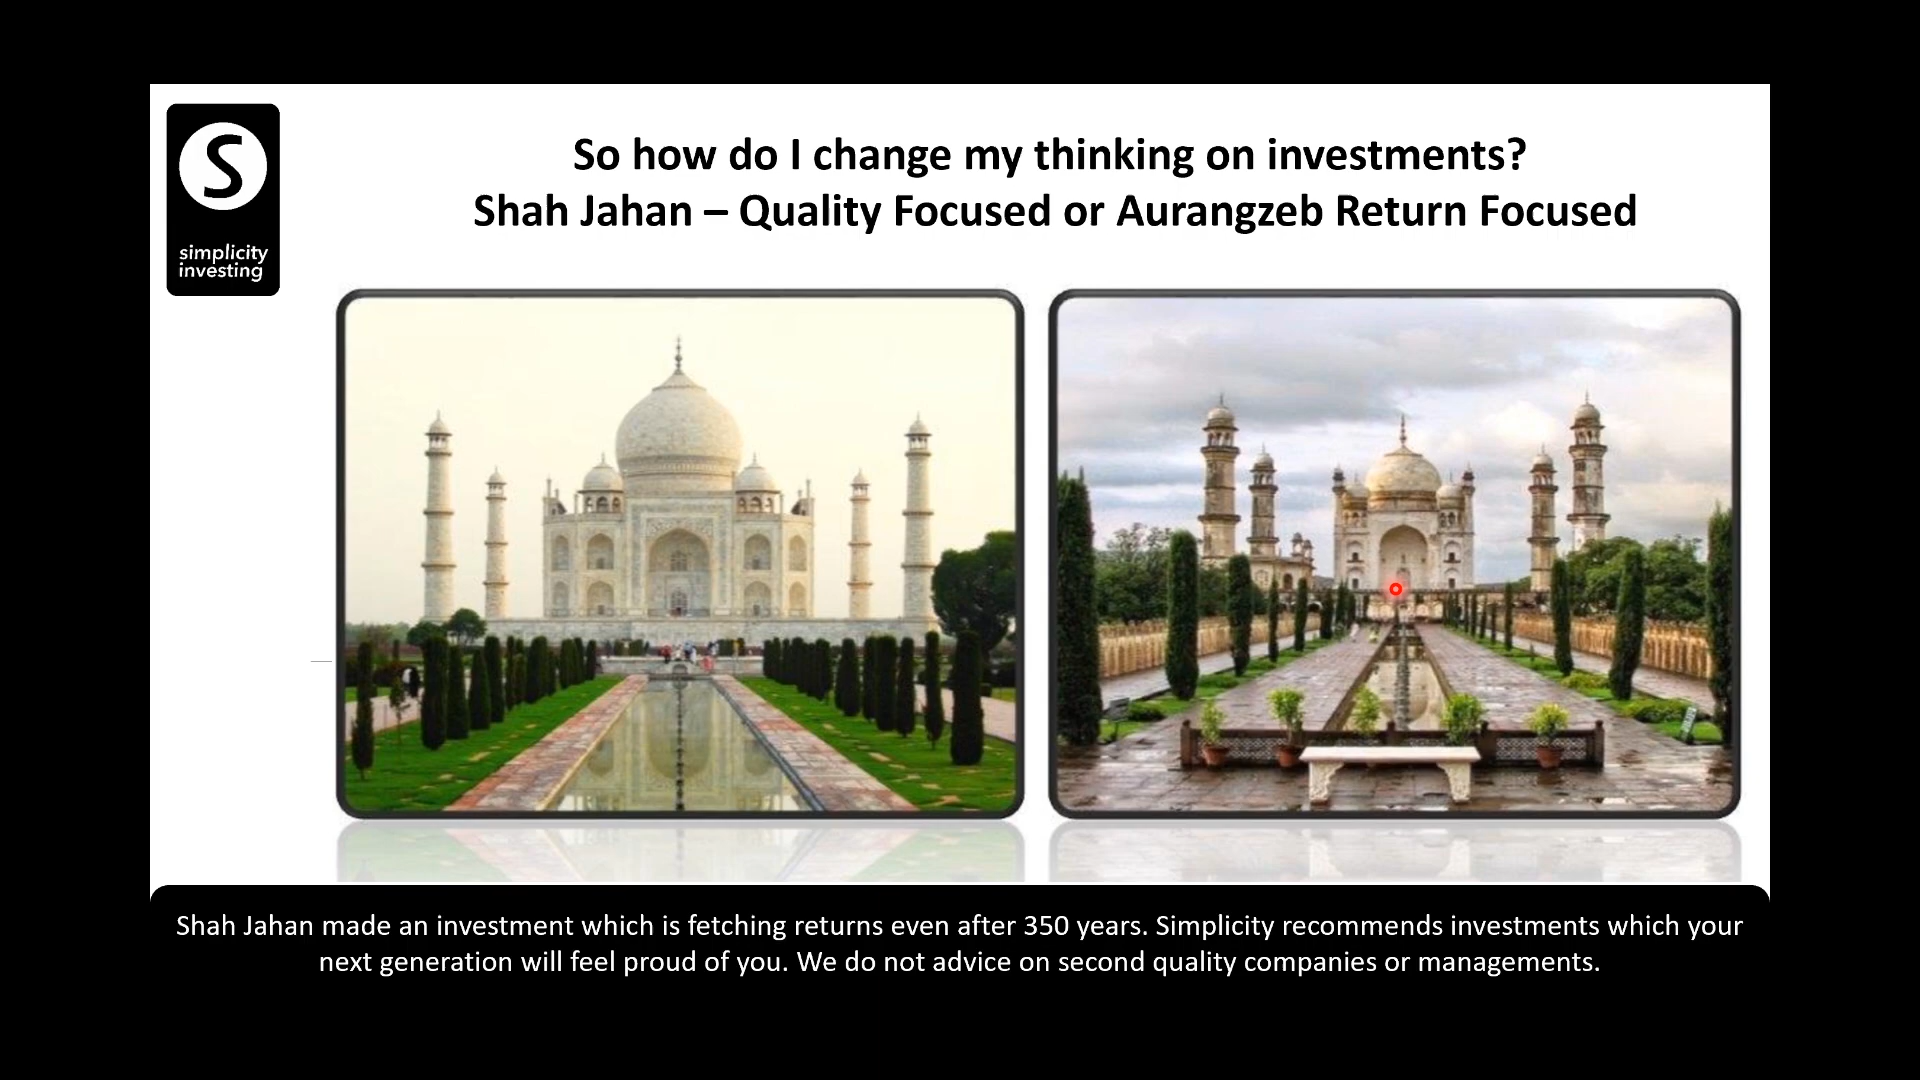 S
simplicity
investing
So how do I change my thinking on investments?
Shah Jahan – Quality Focused or Aurangzeb Return Focused
Shah Jahan made an investment which is fetching returns even after 350 years. Simplicity recommends investments which your
next generation will feel proud of you. We do not advice on second quality companies or managements.